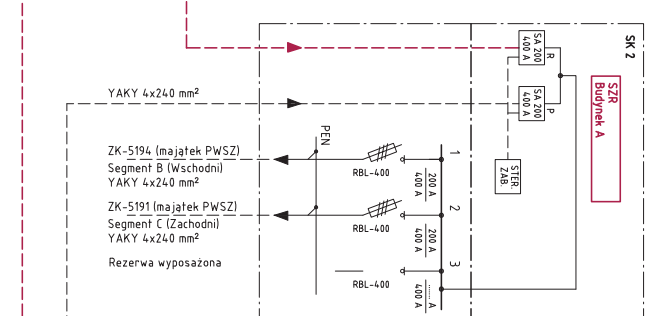 SK 2
SZR
Budynek A
SA 200
400 A
R
SA 200
400 A
P
STER.
ZAB.
YAKY 4x240 mm²
PEN
ZK-5194 (majątek PWSZ)
Segment B (Wschodni)
YAKY 4x240 mm²
RBL-400
1
200 A
400 A
ZK-5191 (majątek PWSZ)
Segment C (Zachodni)
YAKY 4x240 mm²
RBL-400
2
200 A
400 A
Rezerwa wyposażona
RBL-400
3
........ A
400 A